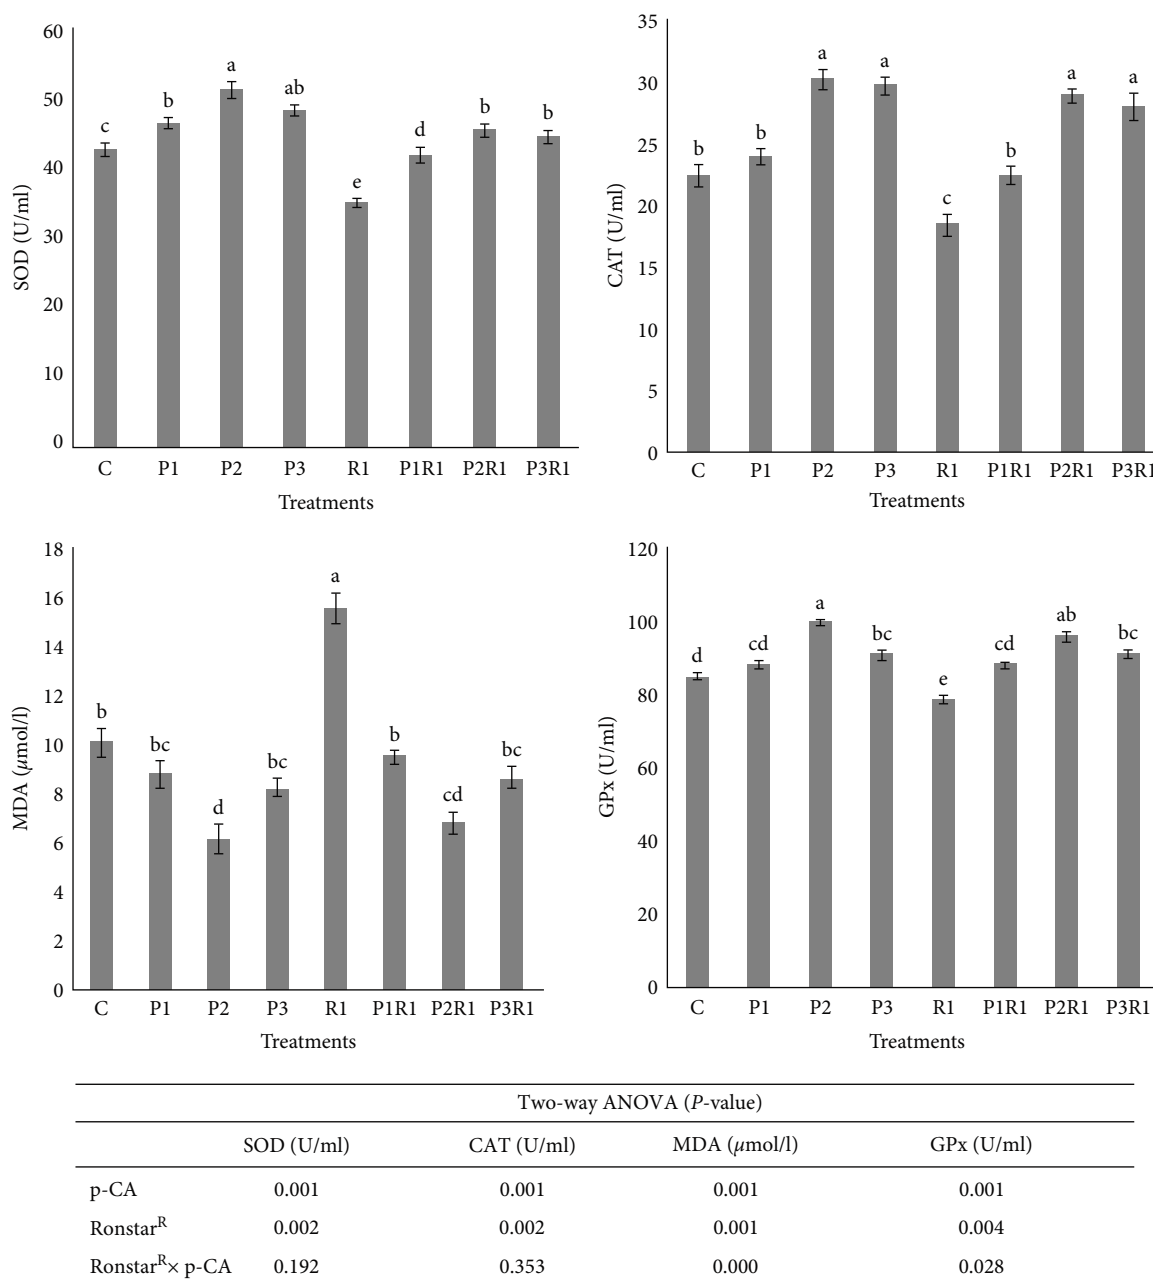 60
50
40
30
20
10
0
SOD (U/ml)
c
b
a
ab
e
d
b
b
C P1 P2 P3 R1 P1R1 P2R1 P3R1
Treatments
35
30
25
20
15
10
5
0
CAT (U/ml)
b
b
a
a
c
b
a
a
C P1 P2 P3 R1 P1R1 P2R1 P3R1
Treatments
18
16
14
12
10
8
6
4
2
0
MDA (µmol/l)
b
bc
d
bc
a
b
cd
bc
C P1 P2 P3 R1 P1R1 P2R1 P3R1
Treatments
120
100
80
60
40
20
0
GPx (U/ml)
d
cd
a
bc
e
cd
ab
bc
C P1 P2 P3 R1 P1R1 P2R1 P3R1
Treatments
Two-way ANOVA (P-value)
SOD (U/ml) CAT (U/ml) MDA (µmol/l) GPx (U/ml)
p-CA 0.001 0.001 0.001 0.001
Ronstar^R 0.002 0.002 0.001 0.004
Ronstar^R× p-CA 0.192 0.353 0.000 0.028